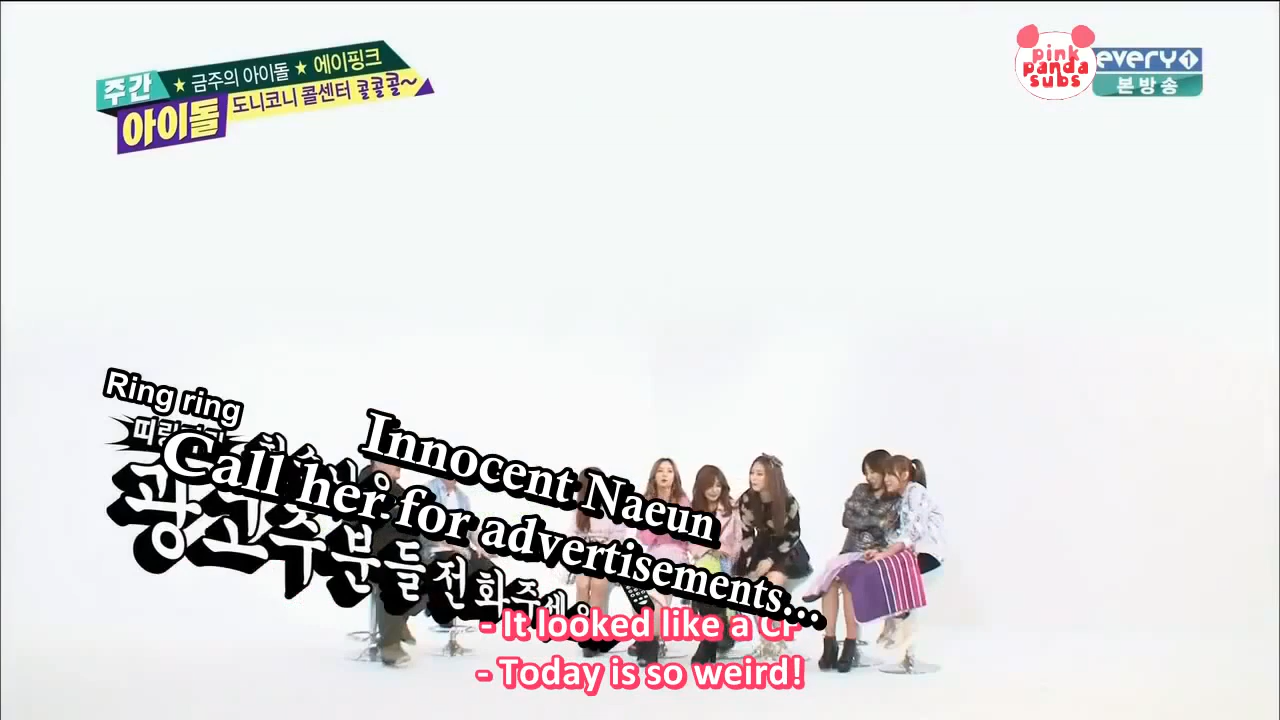 주간
아이돌
★ 금주의 아이돌 ★ 에이핑크
도니코니 콜센터 콜콜콜~
pink
panda
subs
every1
본방송
Ring ring
Innocent Naeun
Call her for advertisements...
광고주분들 전화주세요
- It looked like a CF
- Today is so weird!